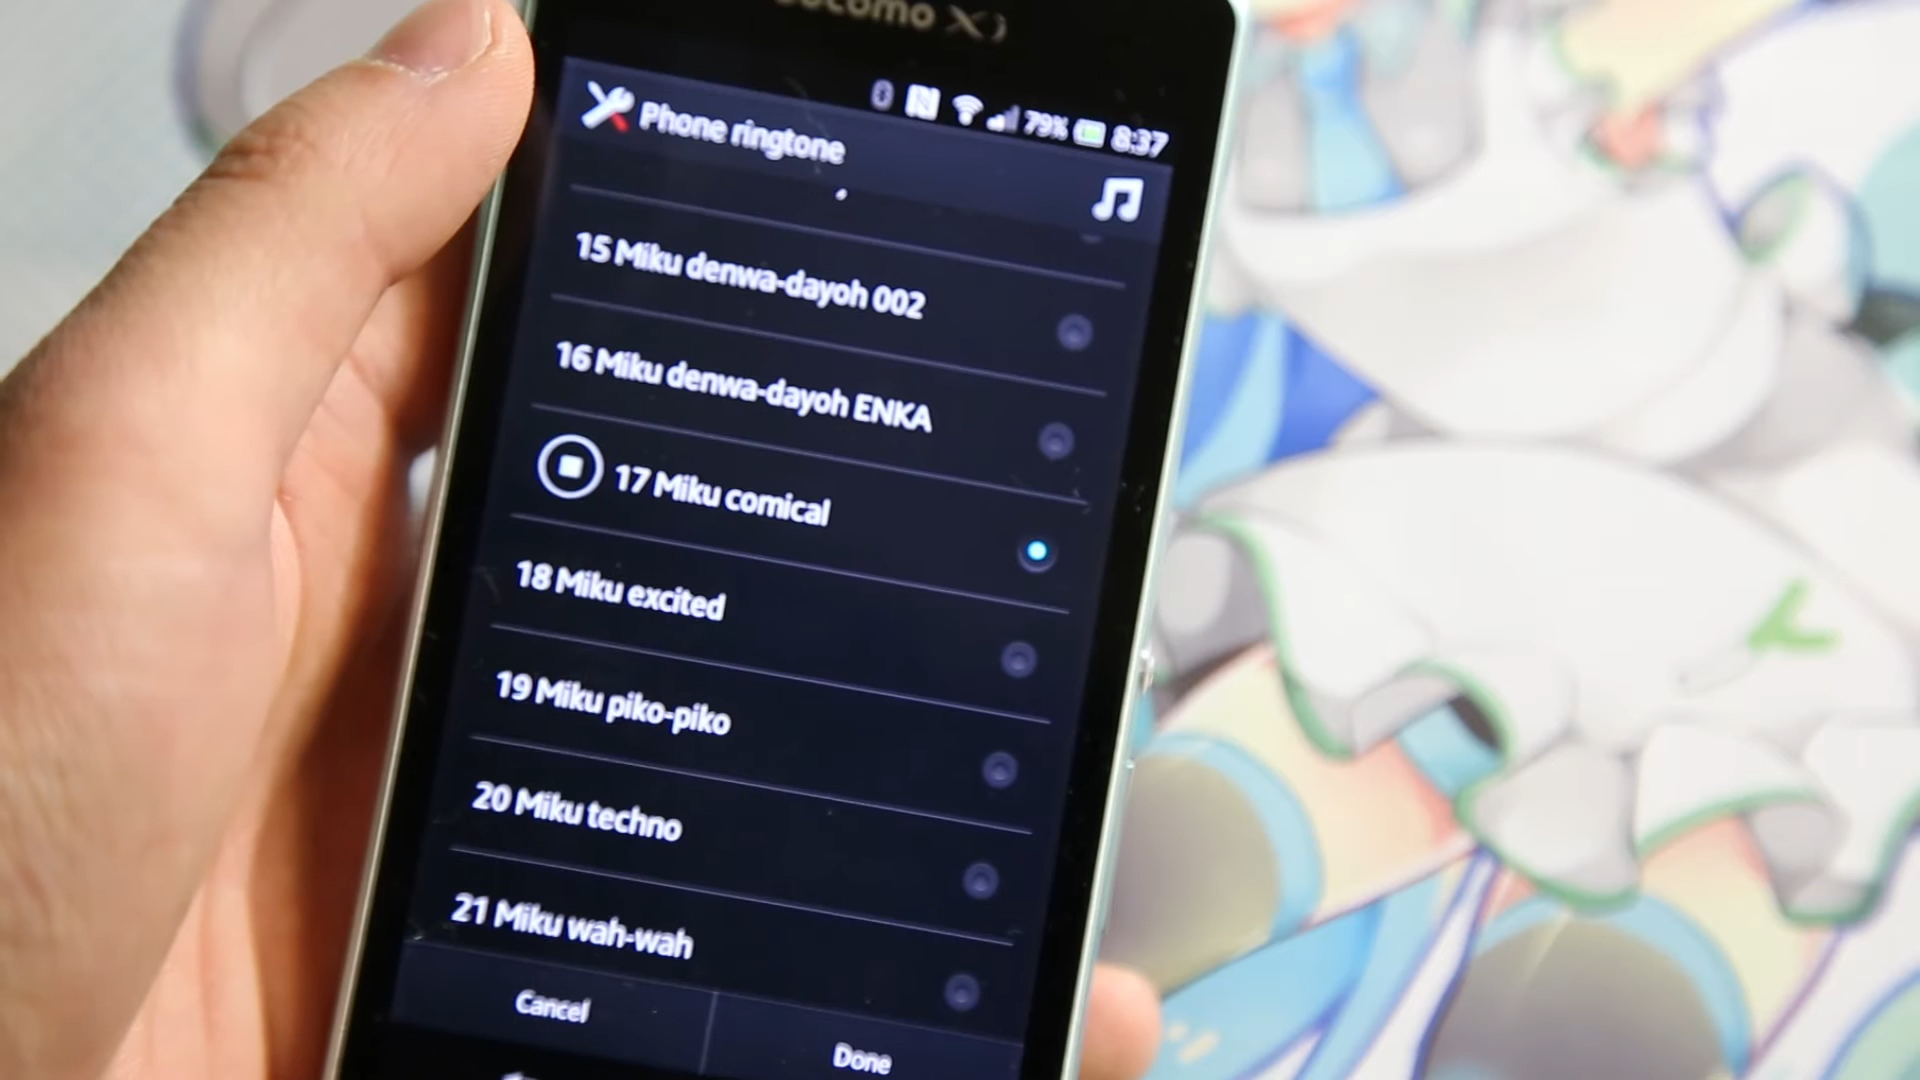 docomo Xi
79% 8:37
Phone ringtone
15 Miku denwa-dayoh 002
16 Miku denwa-dayoh ENKA
17 Miku comical
18 Miku excited
19 Miku piko-piko
20 Miku techno
21 Miku wah-wah
Cancel
Done